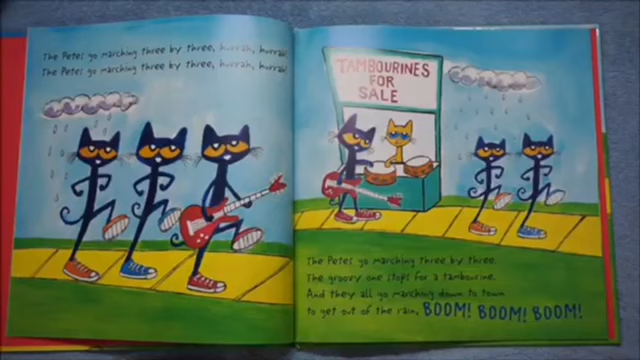 The Petes go marching three by three, hurrah, hurrah!
The Petes go marching three by three, hurrah, hurrah!
TAMBOURINES
FOR
SALE
The Petes go marching three by three.
The groovy one stops for a tambourine.
And they all go marching down to town
to get out of the rain, BOOM! BOOM! BOOM!